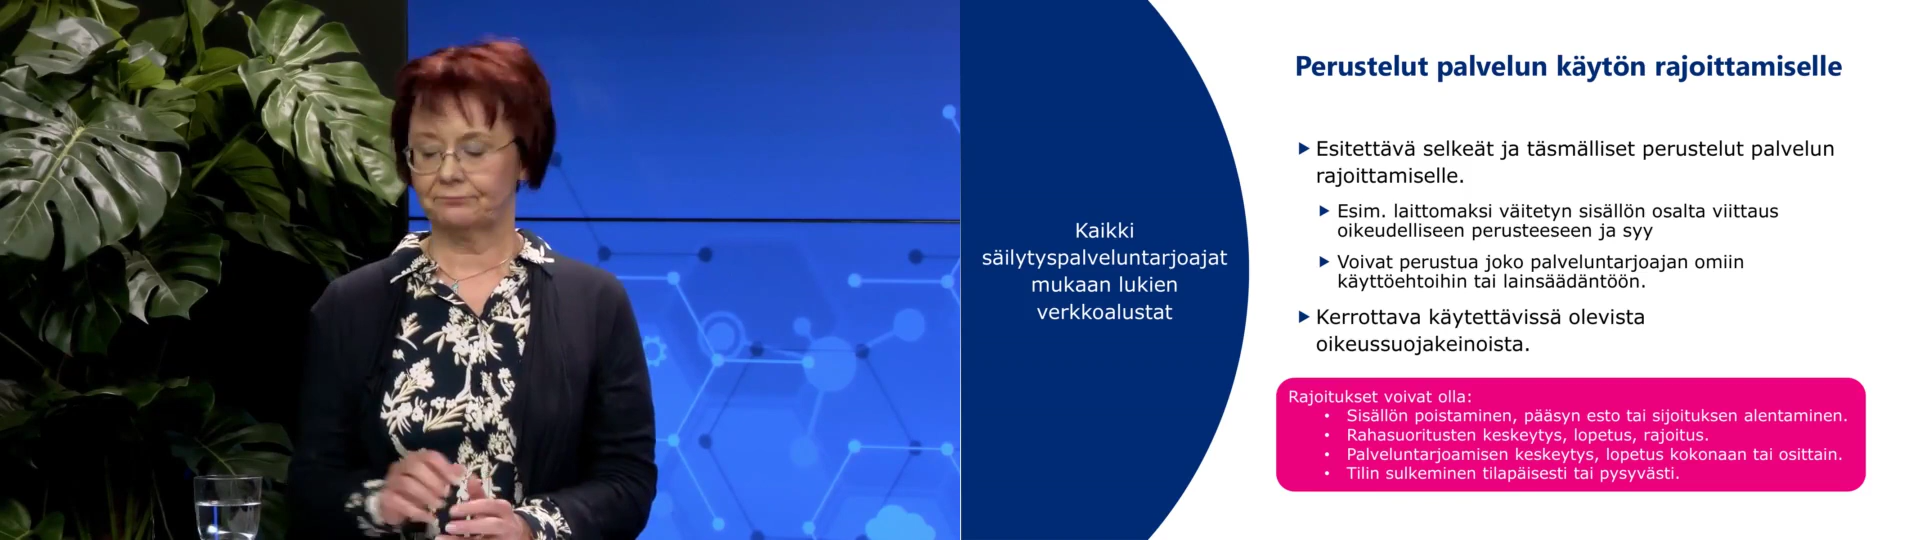 Kaikki
säilytyspalveluntarjoajat
mukaan lukien
verkkoalustat
Perustelut palvelun käytön rajoittamiselle
Esitettävä selkeät ja täsmälliset perustelut palvelun
rajoittamiselle.
Esim. laittomaksi väitetyn sisällön osalta viittaus
oikeudelliseen perusteeseen ja syy
Voivat perustua joko palveluntarjoajan omiin
käyttöehtoihin tai lainsäädäntöön.
Kerrottava käytettävissä olevista
oikeussuojakeinoista.
Rajoitukset voivat olla:
• Sisällön poistaminen, pääsyn esto tai sijoituksen alentaminen.
• Rahasuoritusten keskeytys, lopetus, rajoitus.
• Palveluntarjoamisen keskeytys, lopetus kokonaan tai osittain.
• Tilin sulkeminen tilapäisesti tai pysyvästi.